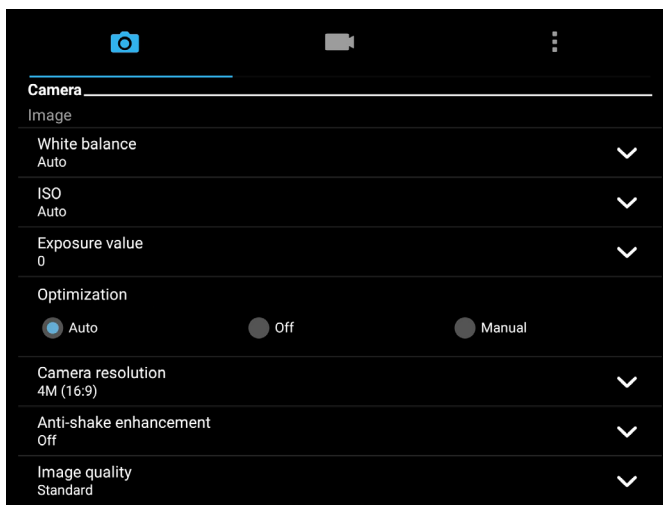 Camera
Image
White balance
Auto
ISO
Auto
Exposure value
0
Optimization
Auto Off Manual
Camera resolution
4M (16:9)
Anti-shake enhancement
Off
Image quality
Standard